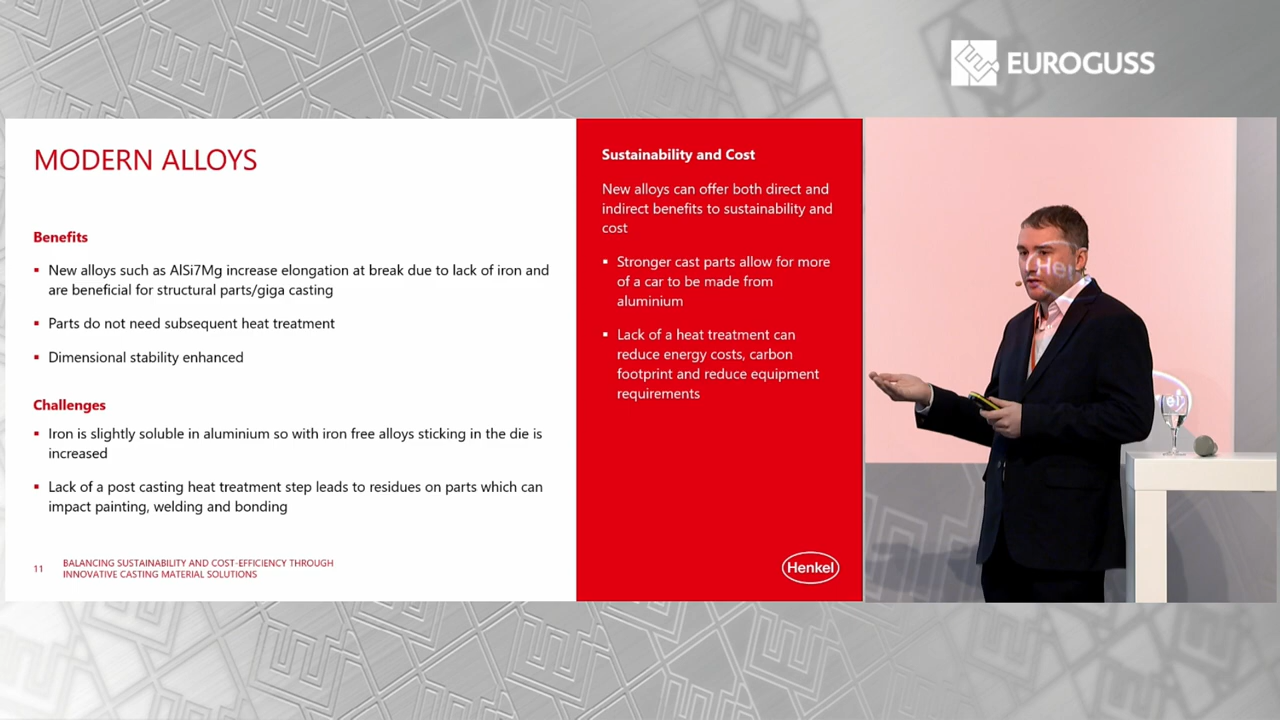 EUROGUSS
MODERN ALLOYS
Benefits
▪ New alloys such as AlSi7Mg increase elongation at break due to lack of iron and
are beneficial for structural parts/giga casting
▪ Parts do not need subsequent heat treatment
▪ Dimensional stability enhanced
Challenges
▪ Iron is slightly soluble in aluminium so with iron free alloys sticking in the die is
increased
▪ Lack of a post casting heat treatment step leads to residues on parts which can
impact painting, welding and bonding
11
BALANCING SUSTAINABILITY AND COST-EFFICIENCY THROUGH
INNOVATIVE CASTING MATERIAL SOLUTIONS
Sustainability and Cost
New alloys can offer both direct and
indirect benefits to sustainability and
cost
▪ Stronger cast parts allow for more
of a car to be made from
aluminium
▪ Lack of a heat treatment can
reduce energy costs, carbon
footprint and reduce equipment
requirements
Henkel